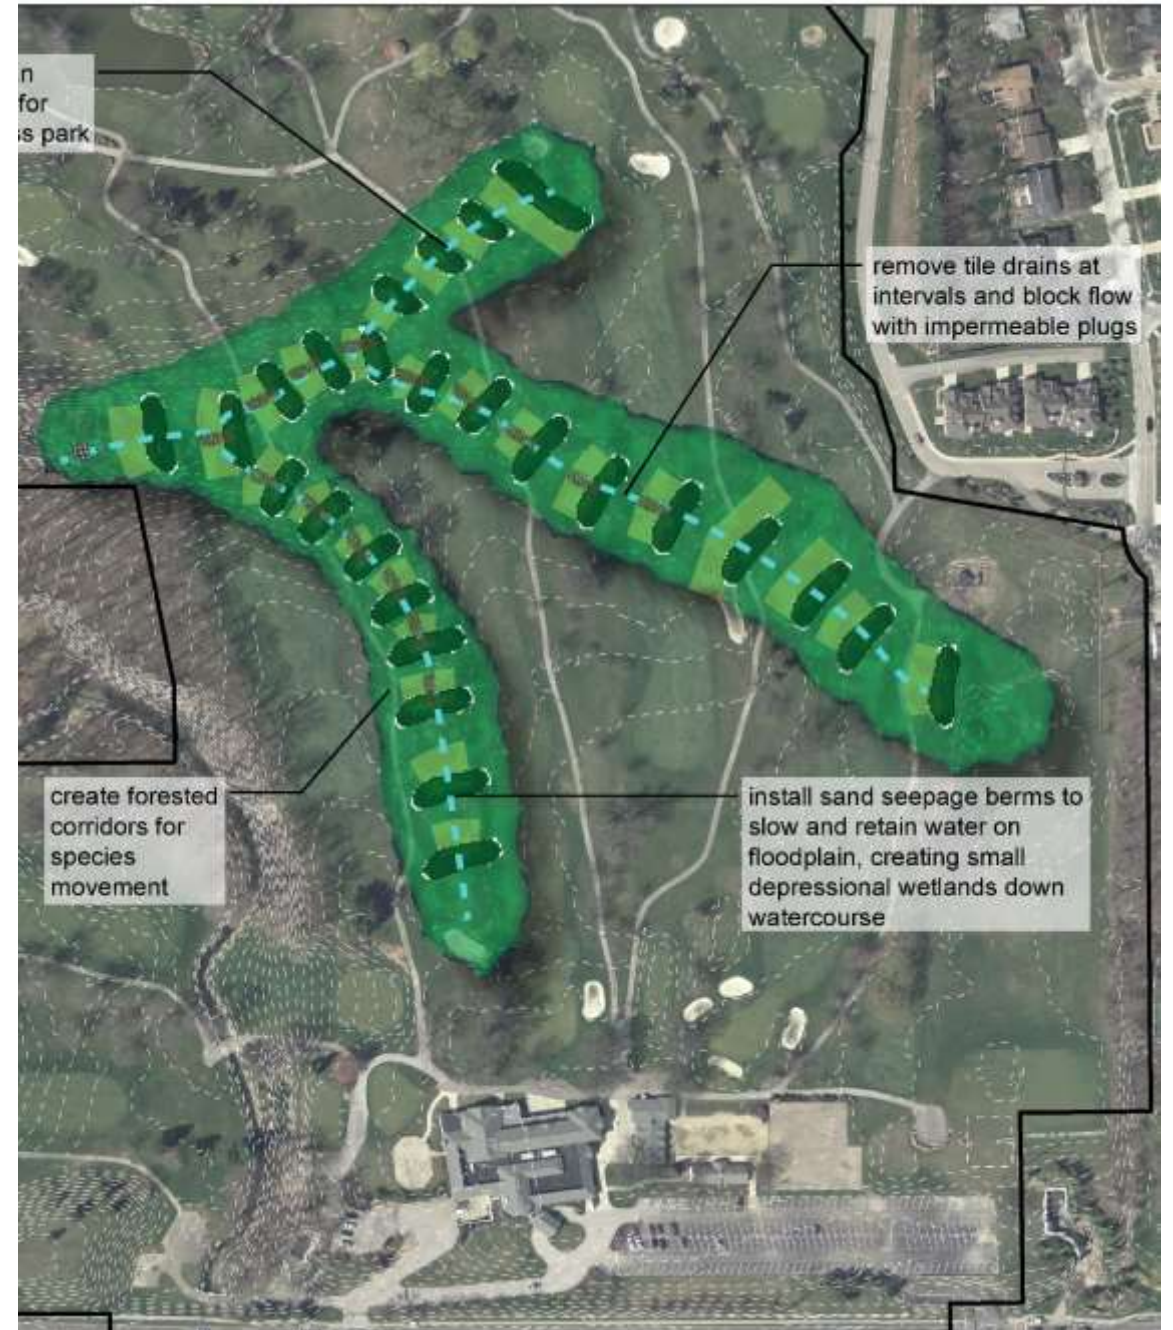 n
for
ss park
remove tile drains at
intervals and block flow
with impermeable plugs
create forested
corridors for
species
movement
install sand seepage berms to
slow and retain water on
floodplain, creating small
depressional wetlands down
watercourse